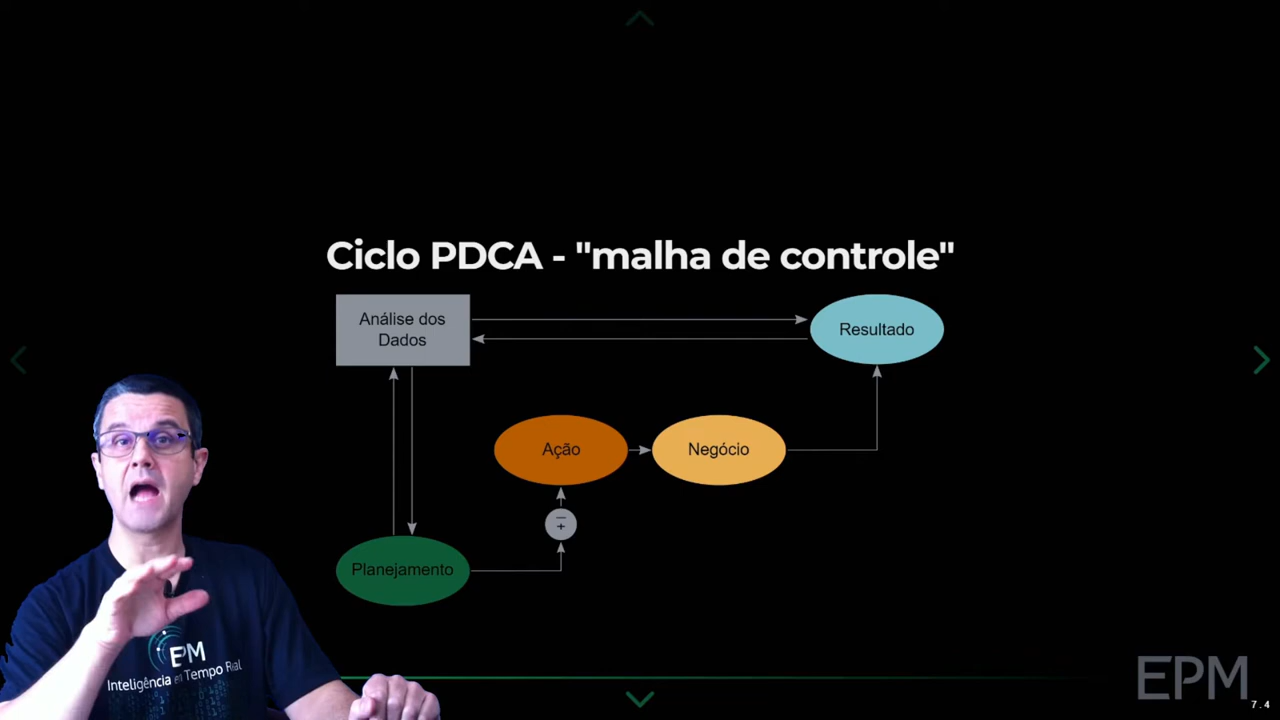 Ciclo PDCA - "malha de controle"
Análise dos
Dados
Resultado
Ação
Negócio
—
+
Planejamento
EPM
Inteligência em Tempo Real
EPM
7.4